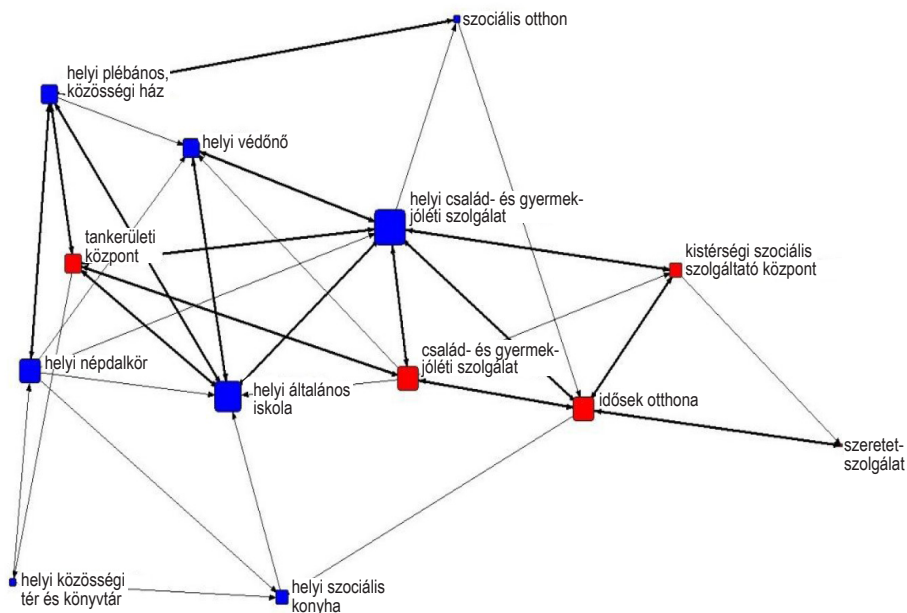 szociális otthon
helyi plébános,
közösségi ház
helyi védőnő
helyi család- és gyermek-
jóléti szolgálat
tankerületi
központ
kistérségi szociális
szolgáltató központ
helyi népdalkör
család- és gyermek-
jóléti szolgálat
helyi általános
iskola
idősek otthona
szeretet-
szolgálat
helyi közösségi
tér és könyvtár
helyi szociális
konyha